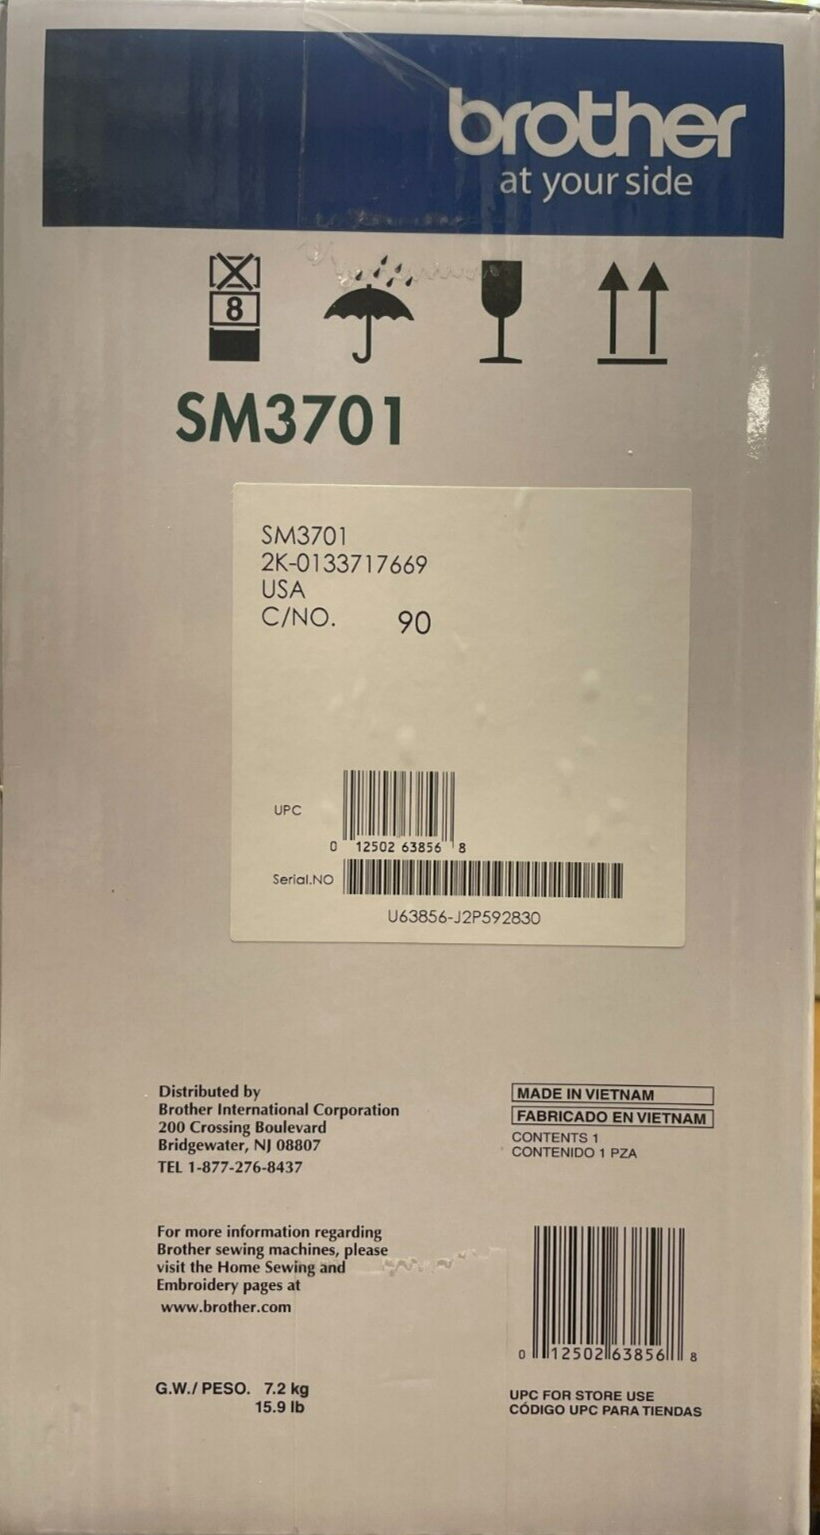 brother
at your side
8
SM3701
SM3701
2K-0133717669
USA
C/NO. 90
UPC
0 12502 63856 8
Serial.NO
U63856-J2P592830
Distributed by
Brother International Corporation
200 Crossing Boulevard
Bridgewater, NJ 08807
TEL 1-877-276-8437
MADE IN VIETNAM
FABRICADO EN VIETNAM
CONTENTS 1
CONTENIDO 1 PZA
For more information regarding
Brother sewing machines, please
visit the Home Sewing and
Embroidery pages at
www.brother.com
G.W./ PESO. 7.2 kg
15.9 lb
0 12502 63856 8
UPC FOR STORE USE
CÓDIGO UPC PARA TIENDAS